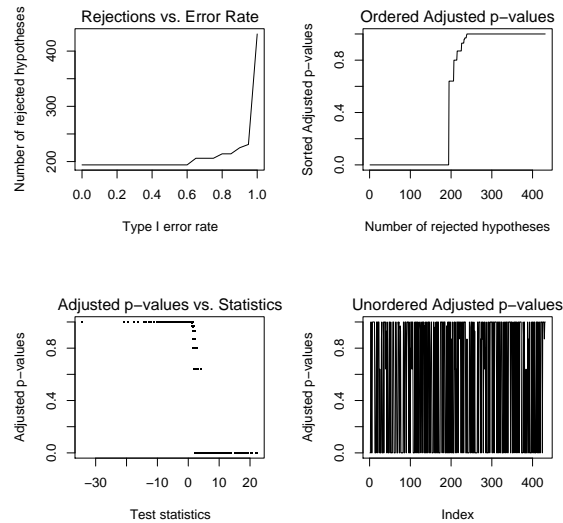 Rejections vs. Error Rate
Number of rejected hypotheses
200 300 400
0.0 0.2 0.4 0.6 0.8 1.0
Type I error rate
Ordered Adjusted p−values
Sorted Adjusted p−values
0.0 0.4 0.8
0 100 200 300 400
Number of rejected hypotheses
Adjusted p−values vs. Statistics
Adjusted p−values
0.0 0.4 0.8
−30 −10 0 10 20
Test statistics
Unordered Adjusted p−values
Adjusted p−values
0.0 0.4 0.8
0 100 200 300 400
Index